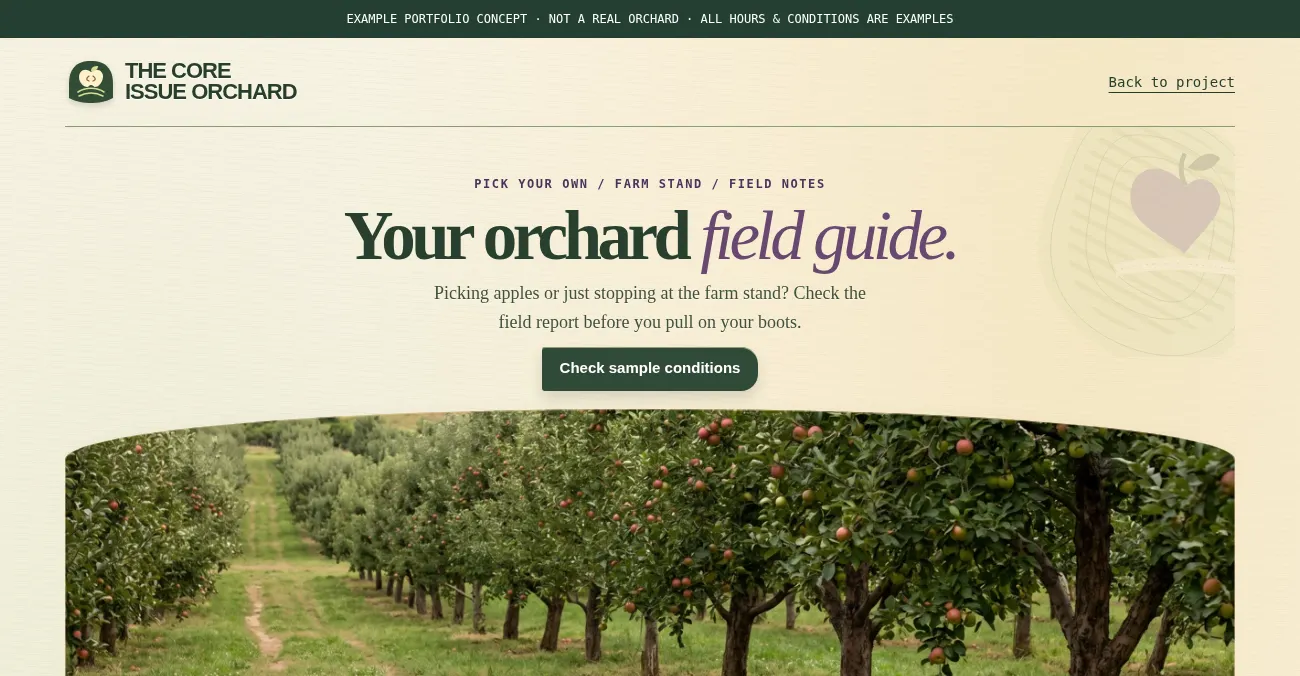 EXAMPLE PORTFOLIO CONCEPT · NOT A REAL ORCHARD · ALL HOURS & CONDITIONS ARE EXAMPLES
THE CORE
ISSUE ORCHARD
Back to project
PICK YOUR OWN / FARM STAND / FIELD NOTES
Your orchard field guide.
Picking apples or just stopping at the farm stand? Check the
field report before you pull on your boots.
Check sample conditions